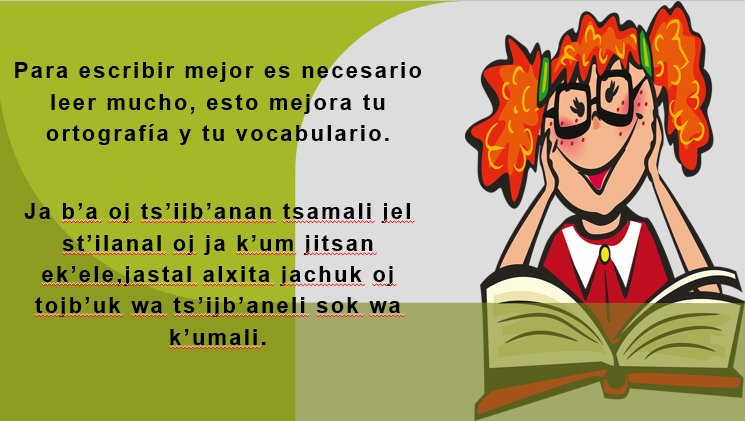 Para escribir mejor es necesario
leer mucho, esto mejora tu
ortografía y tu vocabulario.
Ja b’a oj ts’ijb’anan tsamali jel
st’ilanal oj ja k’um jitsan
ek’ele,jastal alxita jachuk oj
tojb’uk wa ts’ijb’aneli sok wa
k’umali.